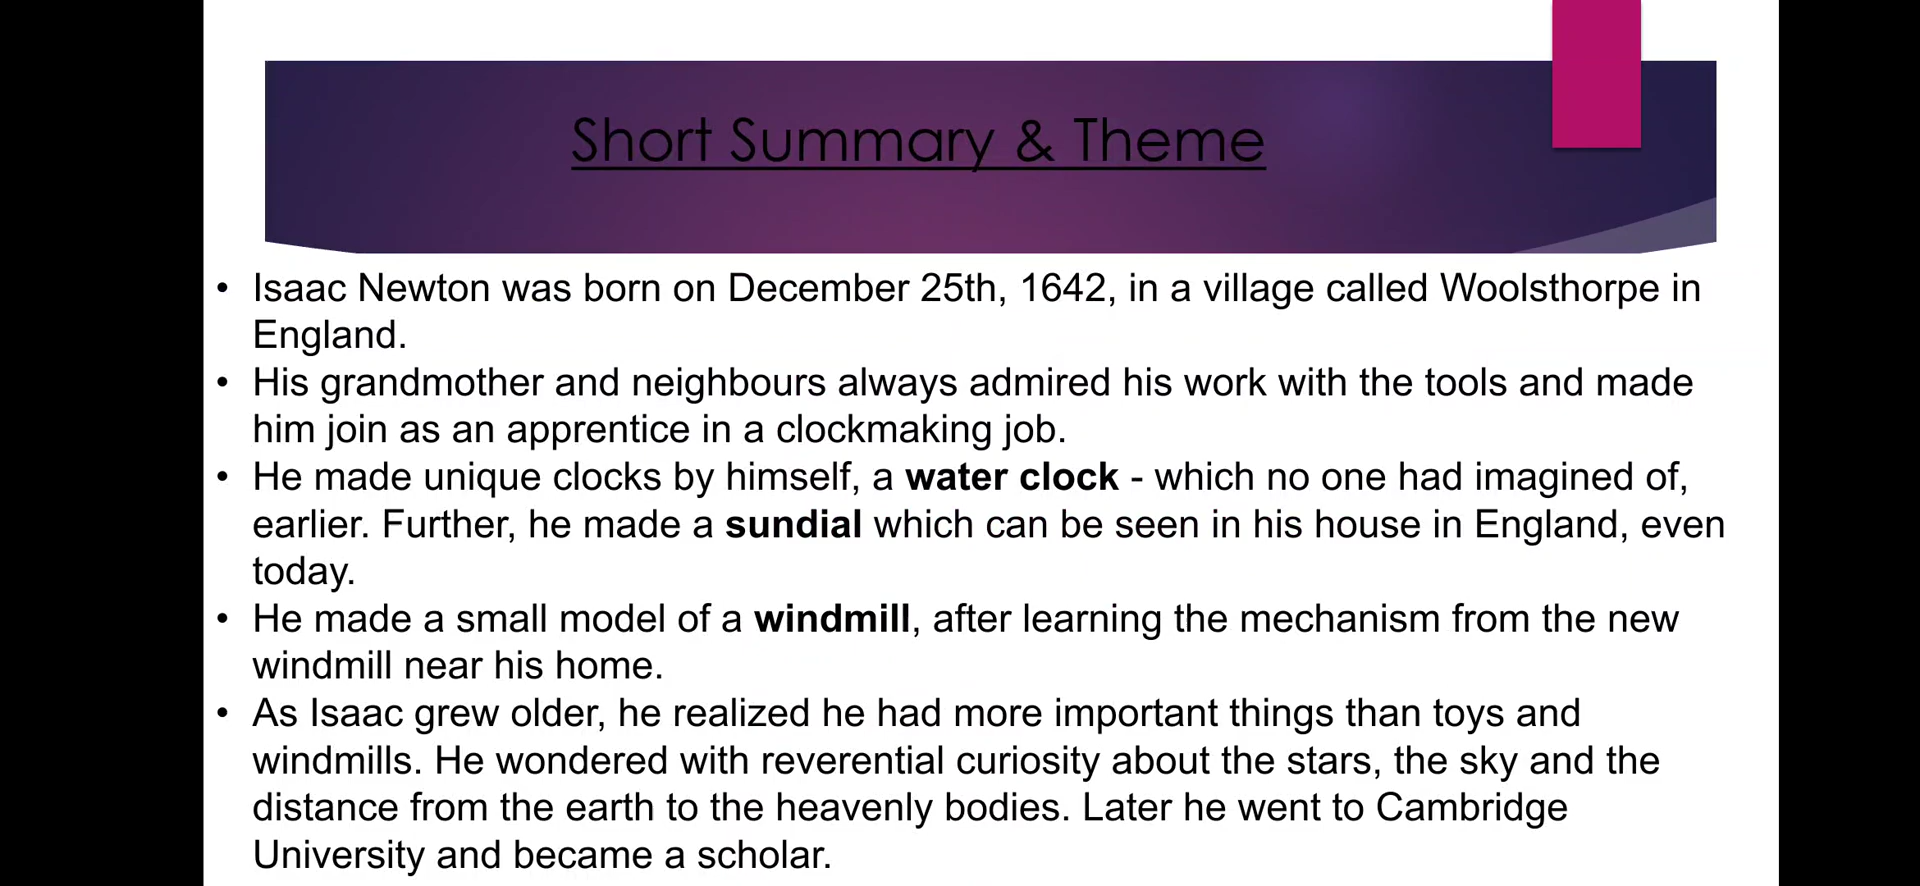 Short Summary & Theme
• Isaac Newton was born on December 25th, 1642, in a village called Woolsthorpe in
England.
• His grandmother and neighbours always admired his work with the tools and made
him join as an apprentice in a clockmaking job.
• He made unique clocks by himself, a water clock - which no one had imagined of,
earlier. Further, he made a sundial which can be seen in his house in England, even
today.
• He made a small model of a windmill, after learning the mechanism from the new
windmill near his home.
• As Isaac grew older, he realized he had more important things than toys and
windmills. He wondered with reverential curiosity about the stars, the sky and the
distance from the earth to the heavenly bodies. Later he went to Cambridge
University and became a scholar.